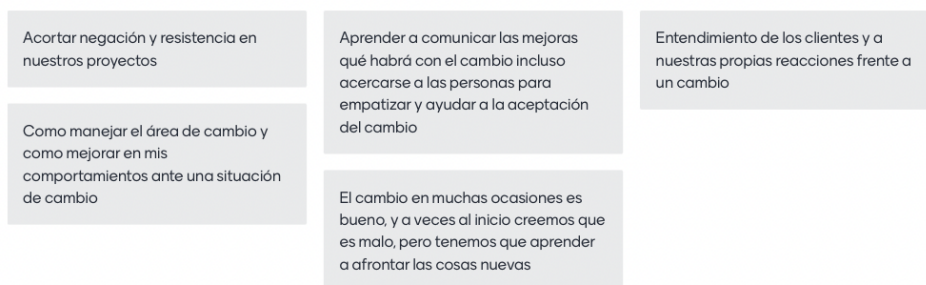 Acortar negación y resistencia en
nuestros proyectos
Como manejar el área de cambio y
como mejorar en mis
comportamientos ante una situación
de cambio
Aprender a comunicar las mejoras
qué habrá con el cambio incluso
acercarse a las personas para
empatizar y ayudar a la aceptación
del cambio
El cambio en muchas ocasiones es
bueno, y a veces al inicio creemos que
es malo, pero tenemos que aprender
a afrontar las cosas nuevas
Entendimiento de los clientes y a
nuestras propias reacciones frente a
un cambio